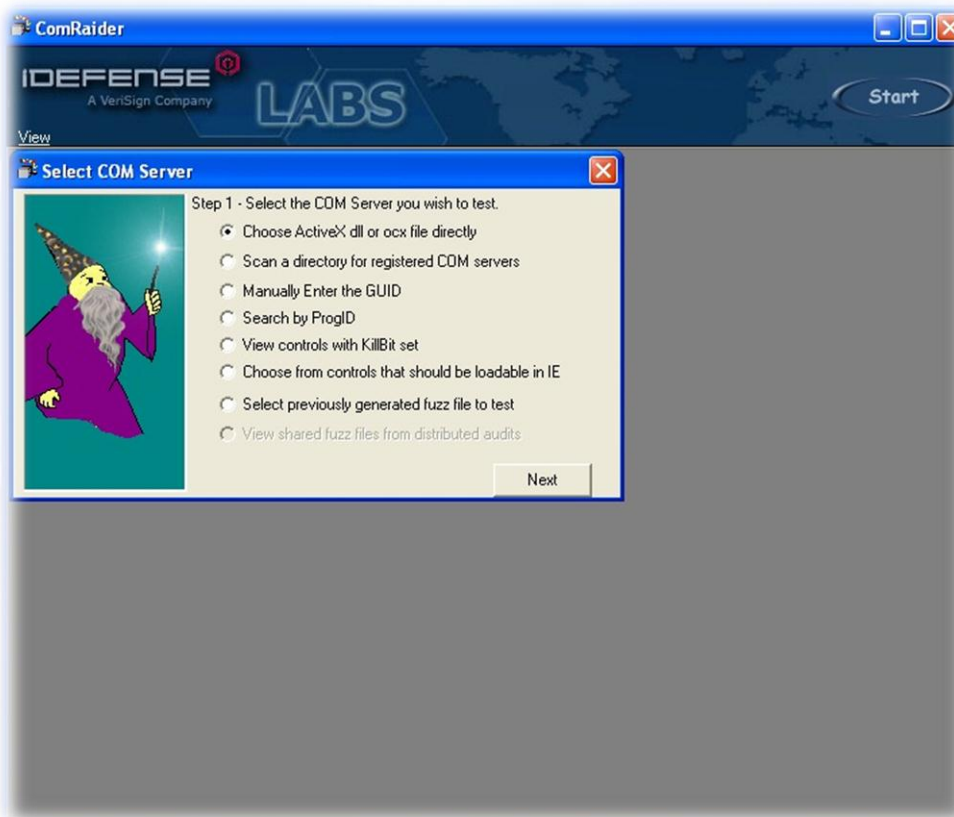 ComRaider
IDEFENSE
A VeriSign Company
LABS
Start
View
Select COM Server
Step 1 - Select the COM Server you wish to test.
Choose ActiveX dll or ocx file directly
Scan a directory for registered COM servers
Manually Enter the GUID
Search by ProgID
View controls with KillBit set
Choose from controls that should be loadable in IE
Select previously generated fuzz file to test
View shared fuzz files from distributed audits
Next